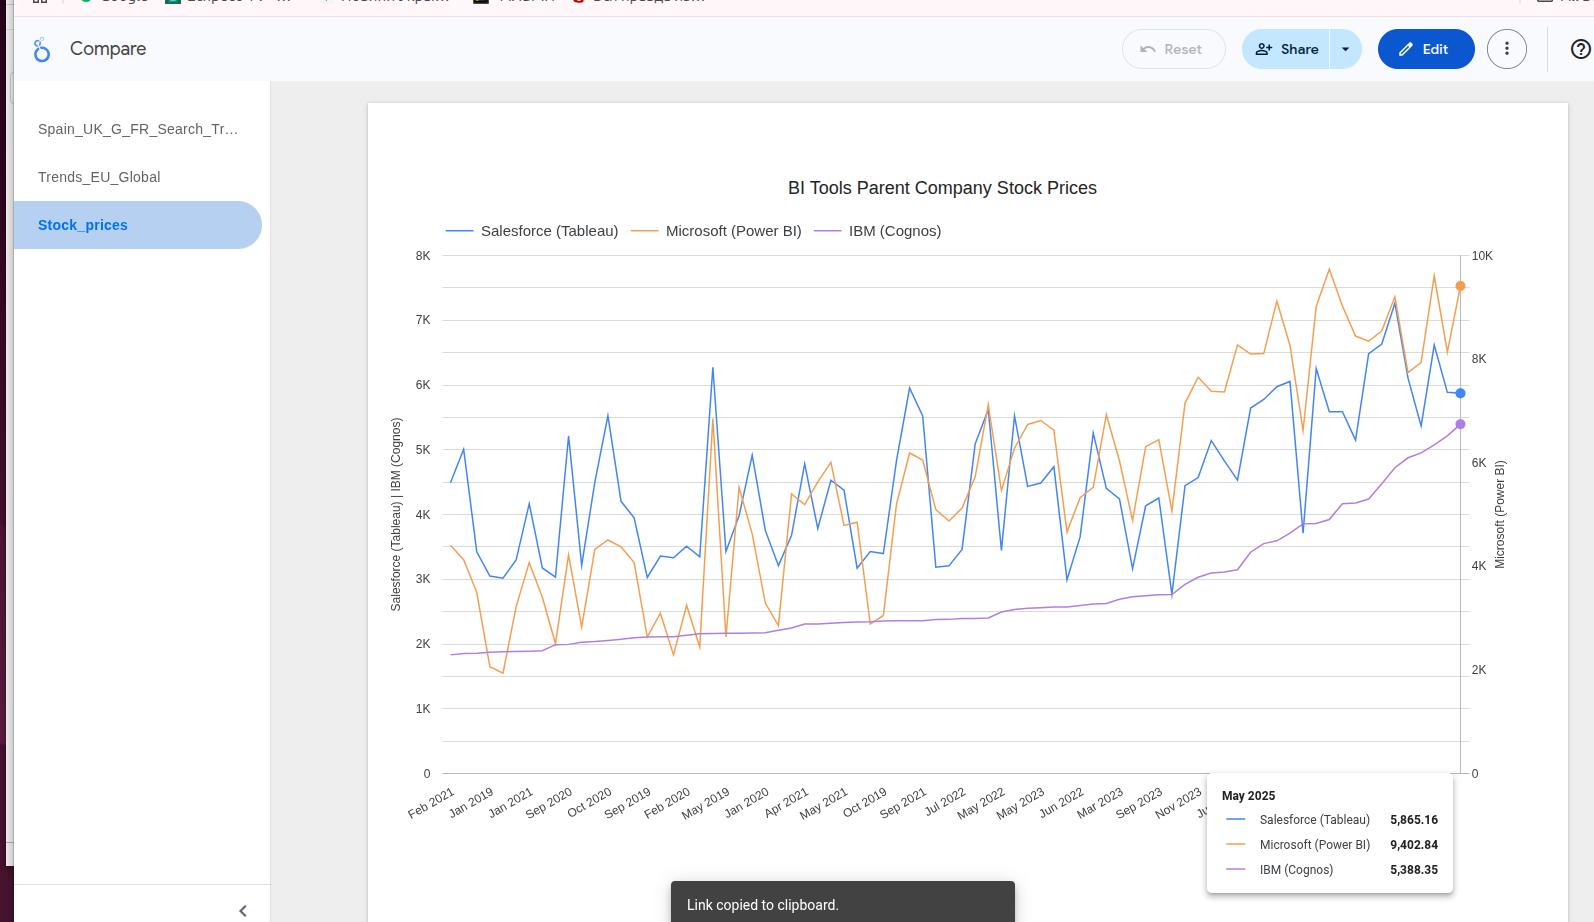 Compare
Reset
Share
Edit
Spain_UK_G_FR_Search_Tr...
Trends_EU_Global
Stock_prices
BI Tools Parent Company Stock Prices
Salesforce (Tableau) Microsoft (Power BI) IBM (Cognos)
8K
7K
6K
5K
4K
3K
2K
1K
0
Salesforce (Tableau) | IBM (Cognos)
10K
8K
6K
4K
2K
0
Microsoft (Power BI)
Feb 2021
Jan 2019
Jan 2021
Sep 2020
Oct 2020
Sep 2019
Feb 2020
May 2019
Jan 2020
Apr 2021
May 2021
Oct 2019
Sep 2021
Jul 2022
May 2022
May 2023
Jun 2022
Mar 2023
Sep 2023
Nov 2023
May 2025
Salesforce (Tableau) 5,865.16
Microsoft (Power BI) 9,402.84
IBM (Cognos) 5,388.35
Link copied to clipboard.